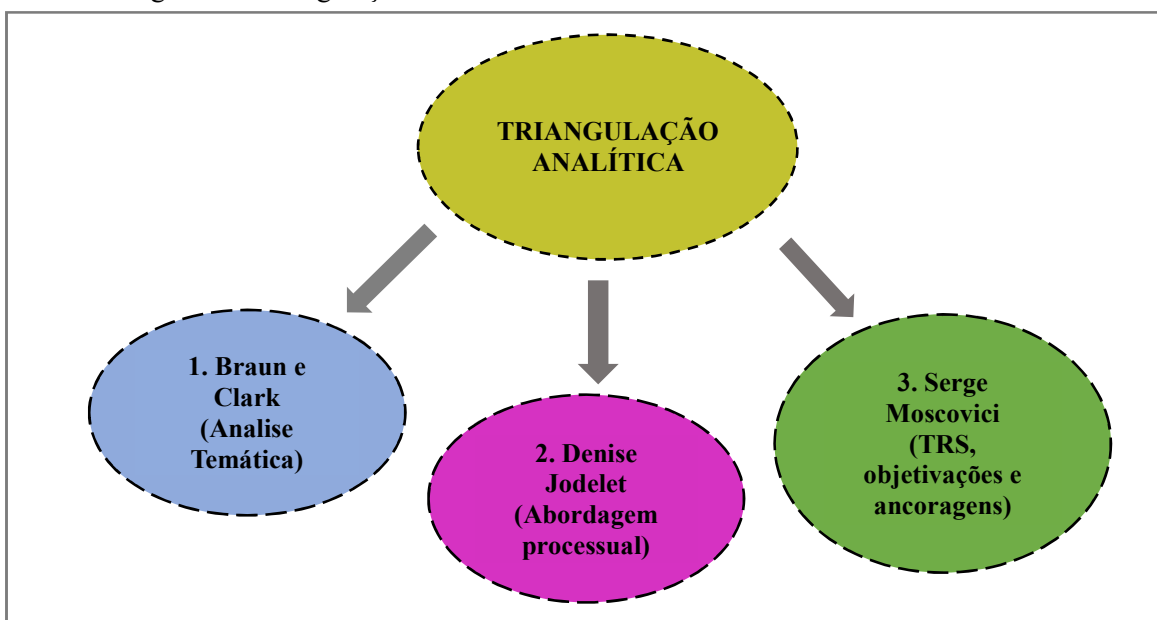 TRIANGULAÇÃO
ANALÍTICA
1. Braun e
Clark
(Analise
Temática)
2. Denise
Jodelet
(Abordagem
processual)
3. Serge
Moscovici
(TRS,
objetivações e
ancoragens)